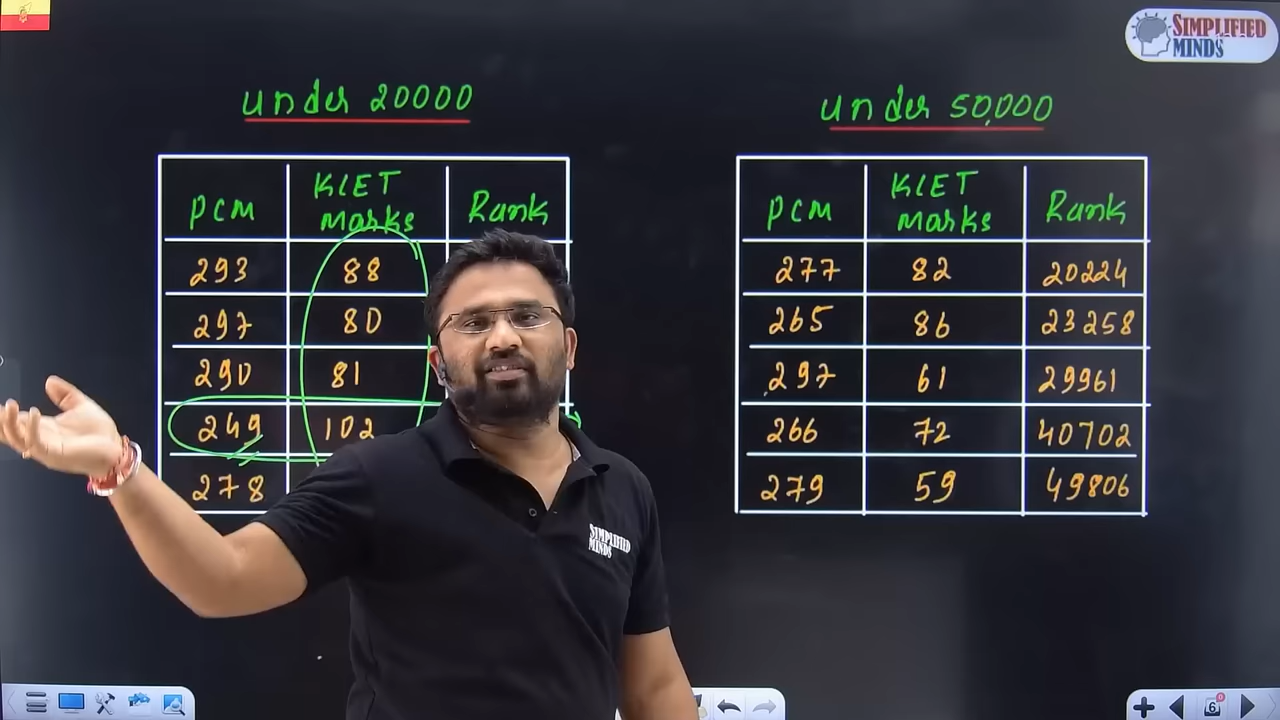 SIMPLIFIED
MINDS
under 20000
PCM KCET Marks Rank
293 88
297 80
290 81
249 102
278
under 50,000
PCM KCET Marks Rank
277 82 20224
265 86 23258
297 61 29961
266 72 40702
279 59 49806
SIMPLIFIED
MINDS
6